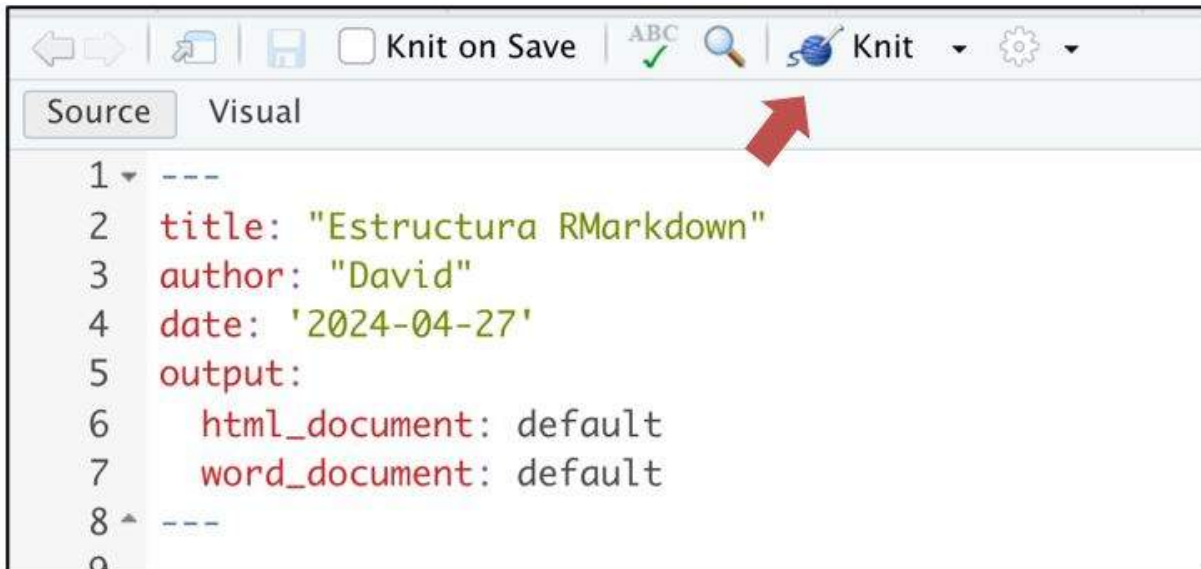 Knit on Save ABC Knit
Source Visual
1 ---
2 title: "Estructura RMarkdown"
3 author: "David"
4 date: '2024-04-27'
5 output:
6 html_document: default
7 word_document: default
8 ---
9